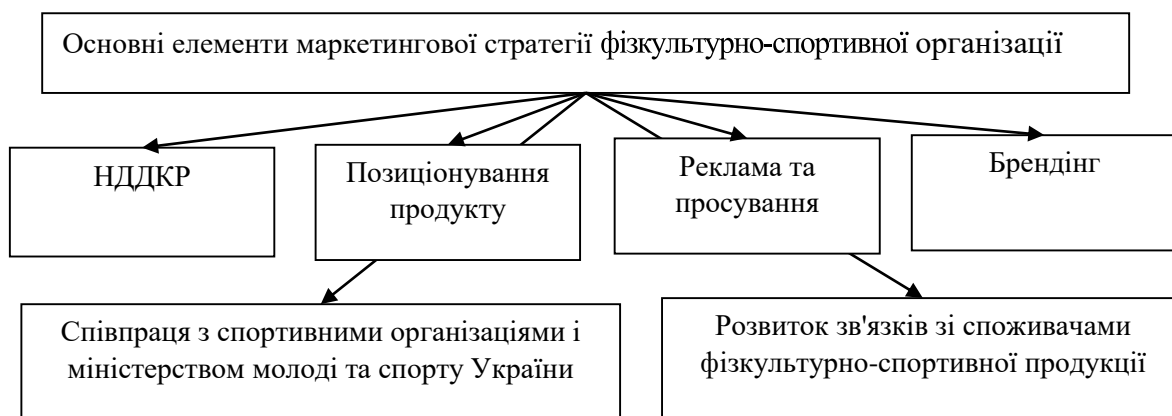 Основні елементи маркетингової стратегії фізкультурно-спортивної організації
НДДКР
Позиціонування
продукту
Реклама та
просування
Брендінг
Співпраця з спортивними організаціями і
міністерством молоді та спорту України
Розвиток зв'язків зі споживачами
фізкультурно-спортивної продукції